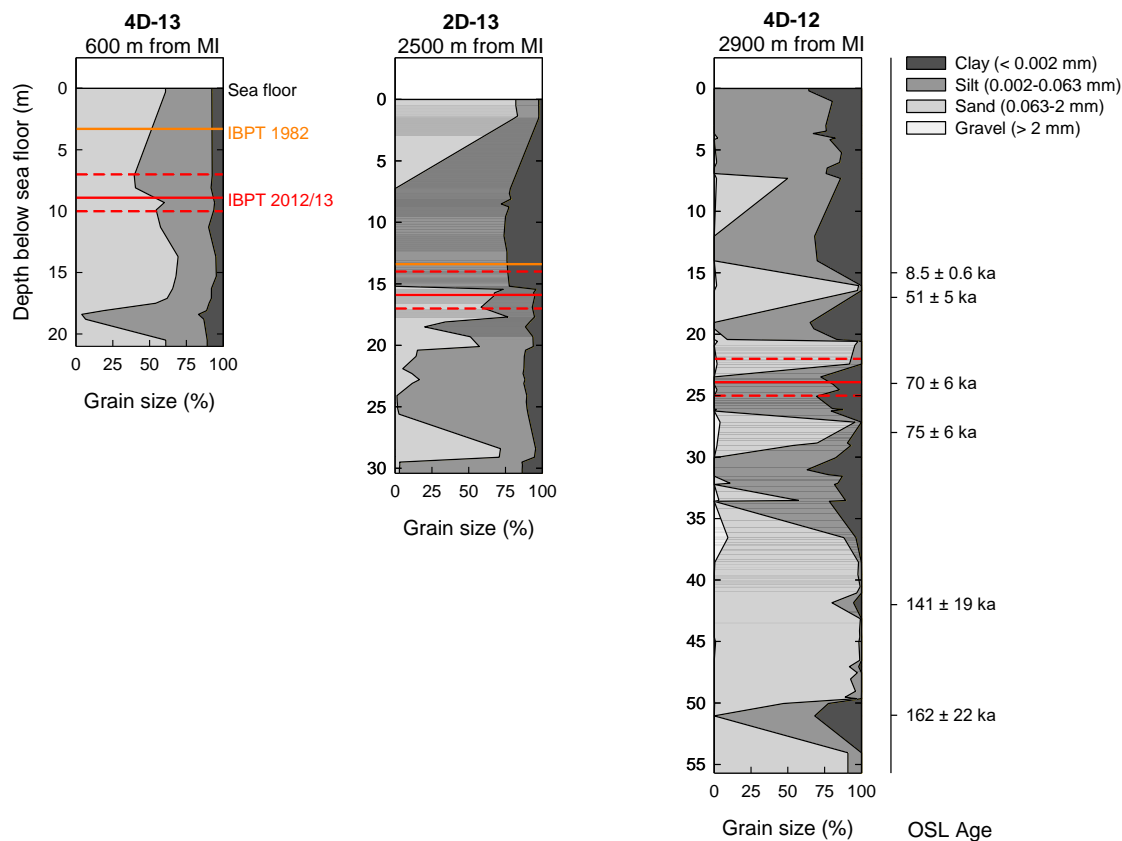 4D-13
600 m from MI
2D-13
2500 m from MI
4D-12
2900 m from MI
Clay (< 0.002 mm)
Silt (0.002-0.063 mm)
Sand (0.063-2 mm)
Gravel (> 2 mm)
Depth below sea floor (m)
0
5
10
15
20
0 25 50 75 100
Grain size (%)
Sea floor
IBPT 1982
IBPT 2012/13
0
5
10
15
20
25
30
0 25 50 75 100
Grain size (%)
0
5
10
15
20
25
30
35
40
45
50
55
0 25 50 75 100
Grain size (%)
8.5 ± 0.6 ka
51 ± 5 ka
70 ± 6 ka
75 ± 6 ka
141 ± 19 ka
162 ± 22 ka
OSL Age